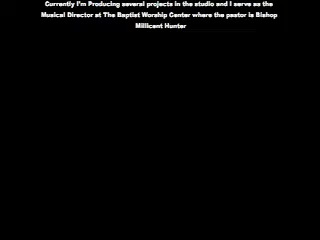 Currently I'm Producing several projects in the studio and I serve as the
Musical Director at The Baptist Worship Center where the pastor is Bishop
Millicent Hunter